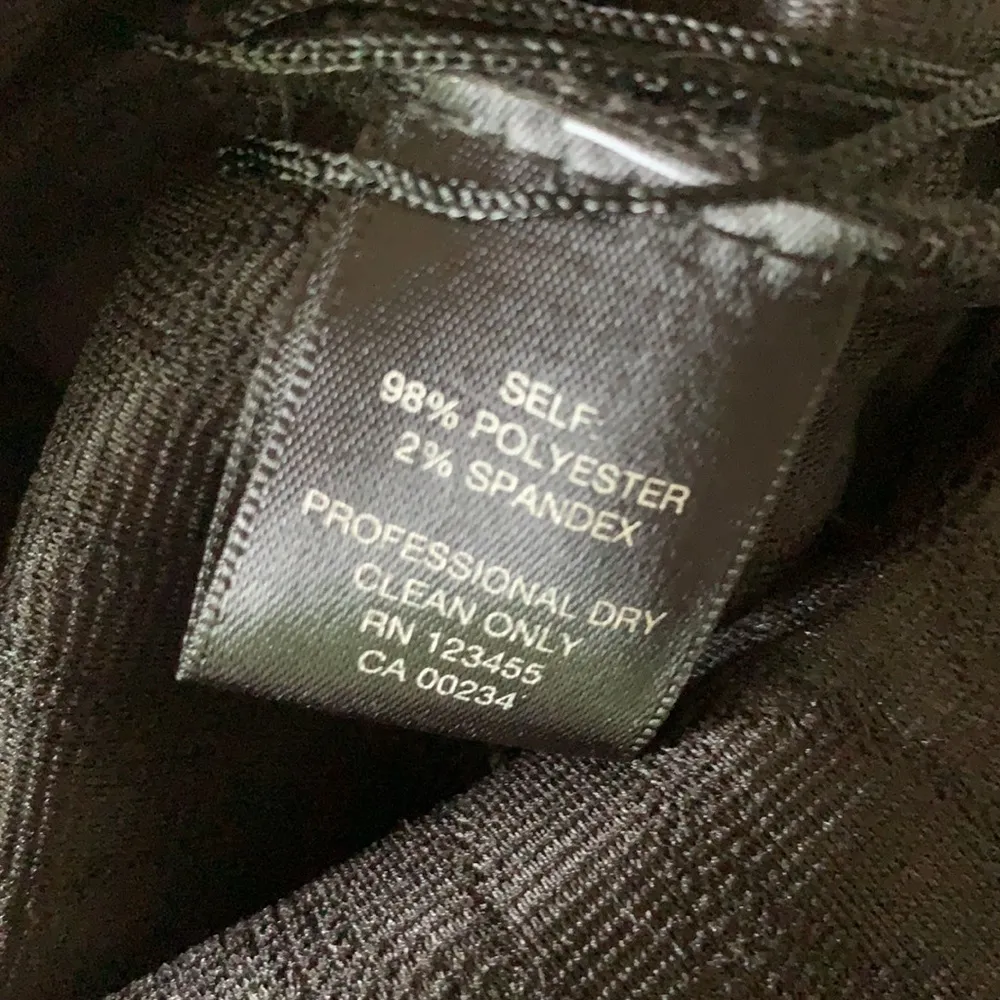 SELF:
98% POLYESTER
2% SPANDEX
PROFESSIONAL DRY
CLEAN ONLY
RN 123455
CA 00234